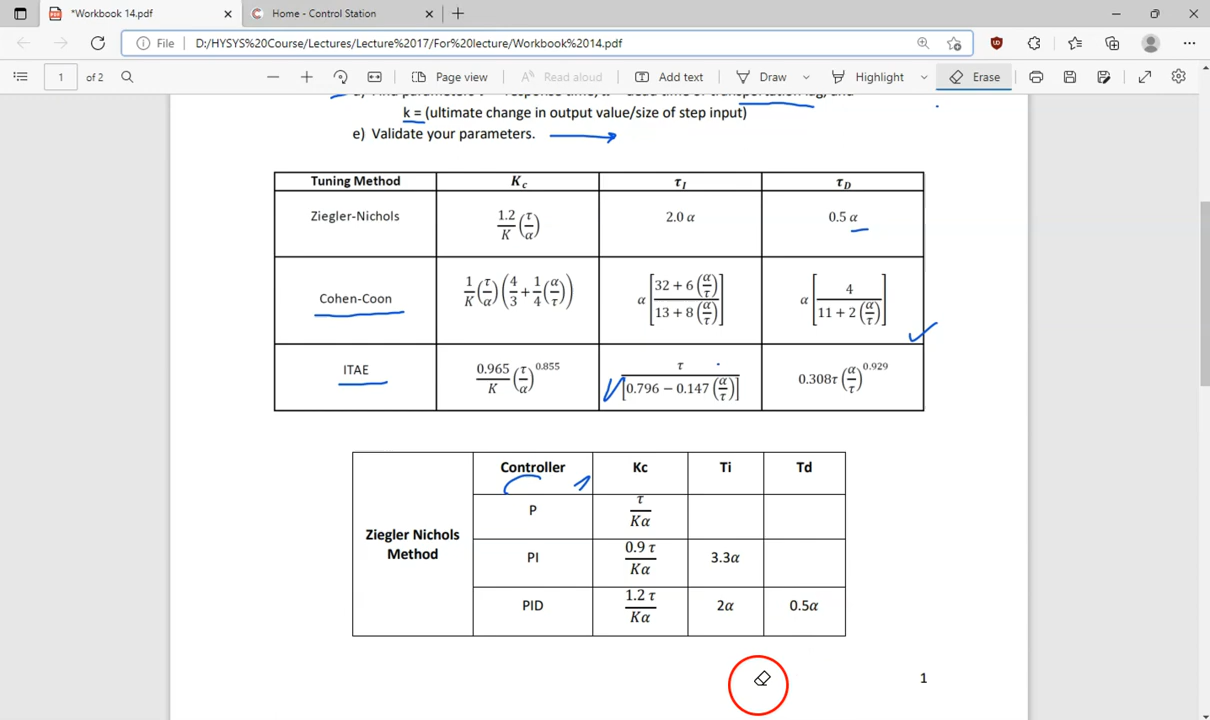 *Workbook 14.pdf
Home - Control Station
File D:/HYSYS%20Course/Lectures/Lecture%2017/For%20lecture/Workbook%2014.pdf
1 of 2 Page view Read aloud Add text Draw Highlight Erase
k = (ultimate change in output value/size of step input)
e) Validate your parameters.
Tuning Method K_c τ_I τ_D
Ziegler-Nichols 1.2/K (τ/α) 2.0 α 0.5 α
Cohen-Coon 1/K (τ/α) (4/3 + 1/4 (α/τ)) α [32 + 6 (α/τ) / 13 + 8 (α/τ)] α [4 / 11 + 2 (α/τ)]
ITAE 0.965/K (τ/α)^0.855 τ / [0.796 − 0.147 (α/τ)] 0.308τ (α/τ)^0.929
Controller Kc Ti Td
P τ/Kα
Ziegler Nichols Method
PI 0.9 τ/Kα 3.3α
PID 1.2 τ/Kα 2α 0.5α
1